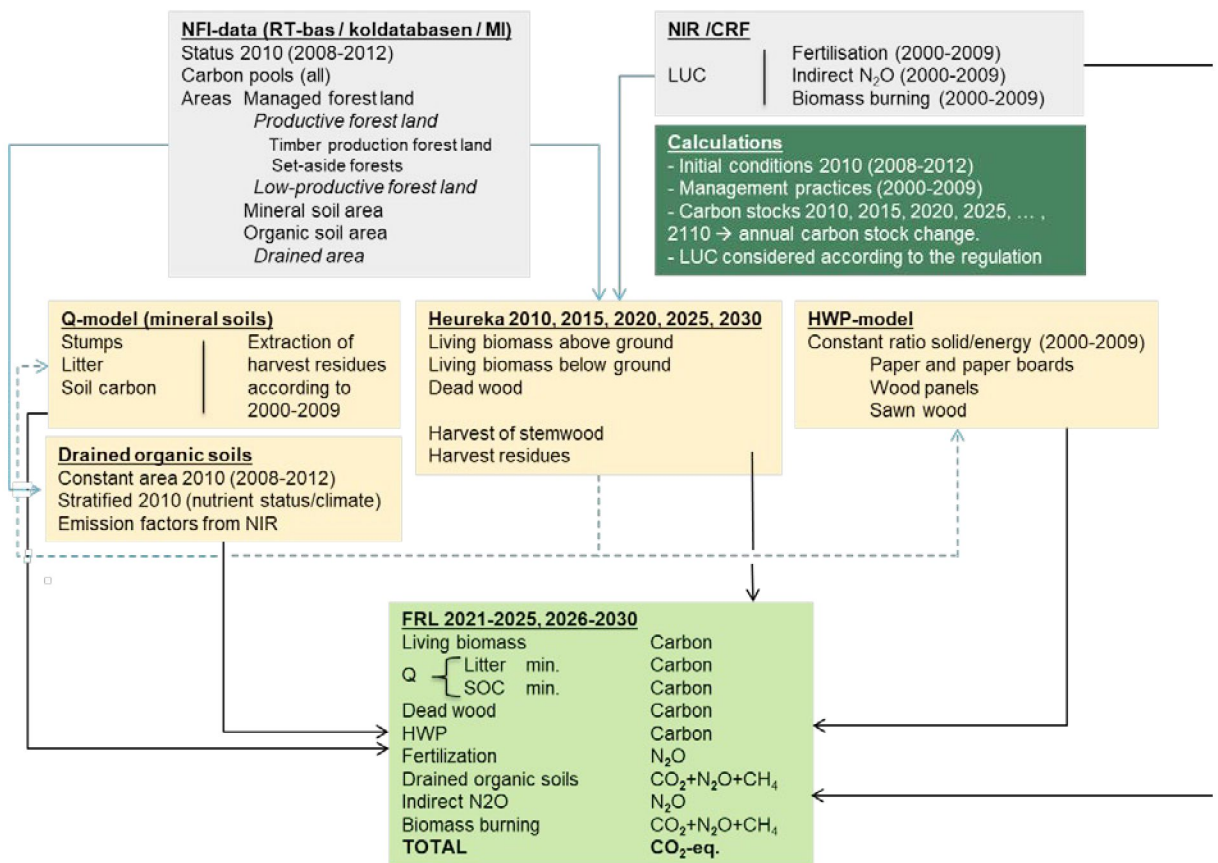 NFI-data (RT-bas / koldatabasen / MI)
Status 2010 (2008-2012)
Carbon pools (all)
Areas Managed forest land
Productive forest land
Timber production forest land
Set-aside forests
Low-productive forest land
Mineral soil area
Organic soil area
Drained area
NIR /CRF
LUC
Fertilisation (2000-2009)
Indirect N₂O (2000-2009)
Biomass burning (2000-2009)
Calculations
- Initial conditions 2010 (2008-2012)
- Management practices (2000-2009)
- Carbon stocks 2010, 2015, 2020, 2025, … ,
2110 → annual carbon stock change.
- LUC considered according to the regulation
Q-model (mineral soils)
Stumps
Litter
Soil carbon
Extraction of
harvest residues
according to
2000-2009
Heureka 2010, 2015, 2020, 2025, 2030
Living biomass above ground
Living biomass below ground
Dead wood
Harvest of stemwood
Harvest residues
HWP-model
Constant ratio solid/energy (2000-2009)
Paper and paper boards
Wood panels
Sawn wood
Drained organic soils
Constant area 2010 (2008-2012)
Stratified 2010 (nutrient status/climate)
Emission factors from NIR
FRL 2021-2025, 2026-2030
Living biomass Carbon
Q
Litter min. Carbon
SOC min. Carbon
Dead wood Carbon
HWP Carbon
Fertilization N₂O
Drained organic soils CO₂+N₂O+CH₄
Indirect N2O N₂O
Biomass burning CO₂+N₂O+CH₄
TOTAL CO₂-eq.